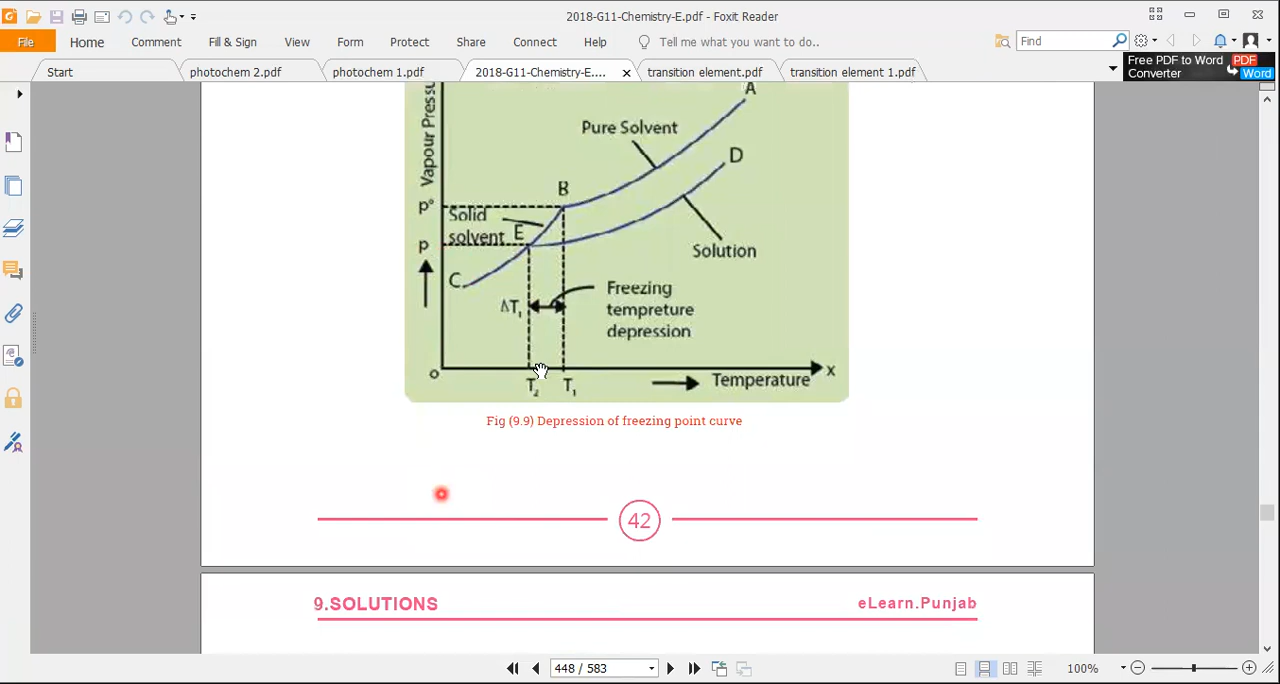 2018-G11-Chemistry-E.pdf - Foxit Reader
File Home Comment Fill & Sign View Form Protect Share Connect Help Tell me what you want to do.. Find
Start photochem 2.pdf photochem 1.pdf 2018-G11-Chemistry-E.... × transition element.pdf transition element 1.pdf
Free PDF to Word PDF
Converter Word
A
Pure Solvent
D
Vapour Pressu
B
p°
Solid
solvent E
p
Solution
C
Freezing
ΔT₁ tempreture
depression
o T₂ T₁ Temperature x
Fig (9.9) Depression of freezing point curve
42
9.SOLUTIONS eLearn.Punjab
448 / 583 100%